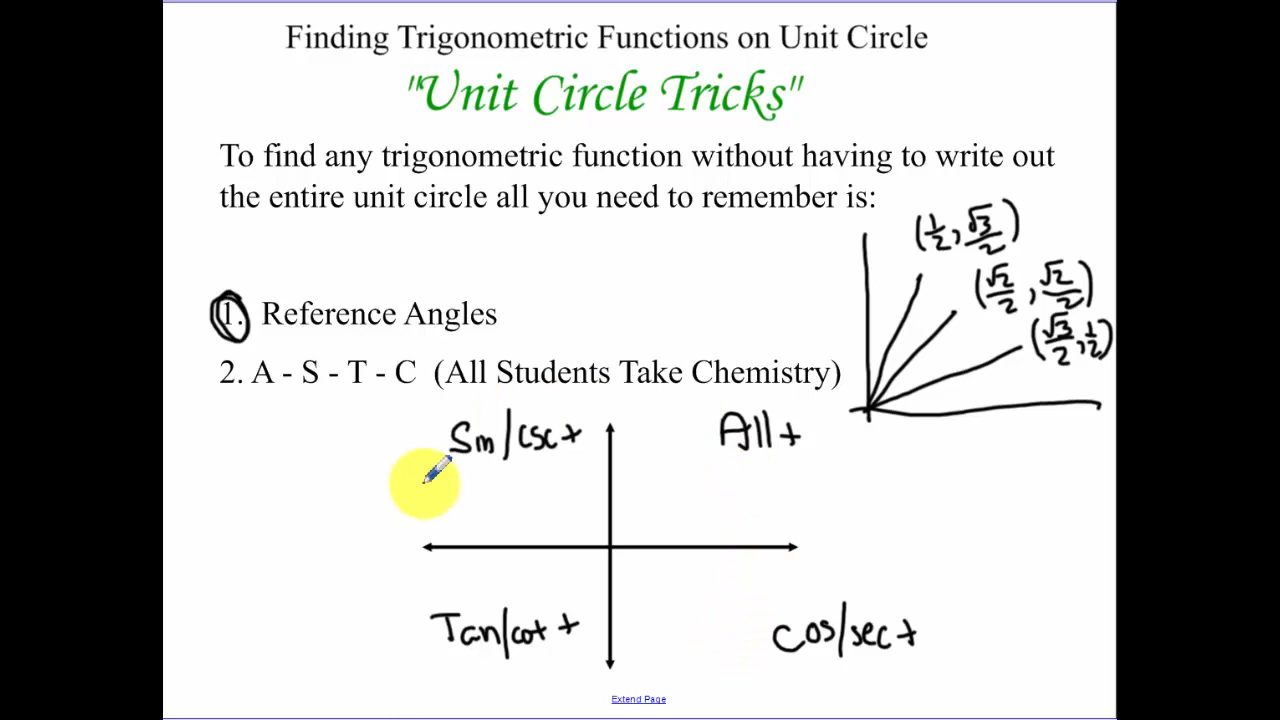 Finding Trigonometric Functions on Unit Circle
"Unit Circle Tricks"
To find any trigonometric function without having to write out
the entire unit circle all you need to remember is:
(1/2, √3/2)
(√2/2, √2/2)
(√3/2, 1/2)
1. Reference Angles
2. A - S - T - C (All Students Take Chemistry)
Sin/csc +
All +
Tan/cot +
Cos/sec +
Extend Page